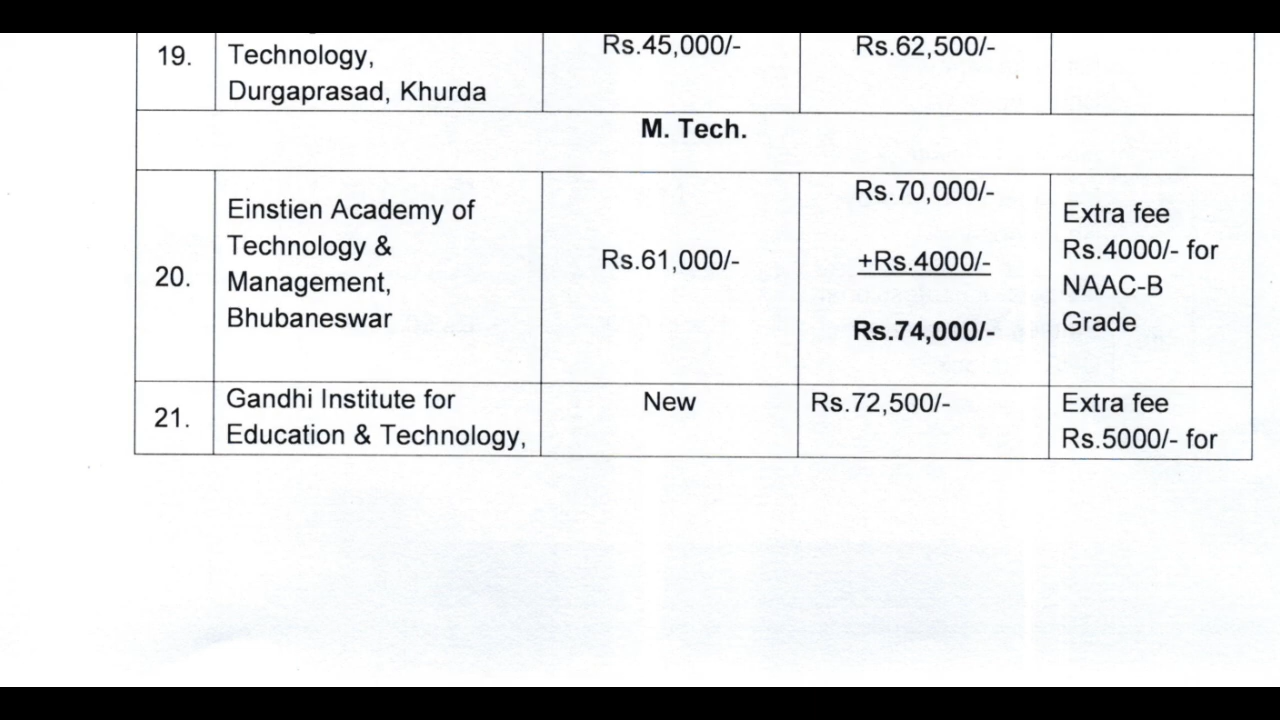 19.
Technology,
Durgaprasad, Khurda
Rs.45,000/-
Rs.62,500/-
M. Tech.
20.
Einstien Academy of
Technology &
Management,
Bhubaneswar
Rs.61,000/-
Rs.70,000/-
+Rs.4000/-
Rs.74,000/-
Extra fee
Rs.4000/- for
NAAC-B
Grade
21.
Gandhi Institute for
Education & Technology,
New
Rs.72,500/-
Extra fee
Rs.5000/- for